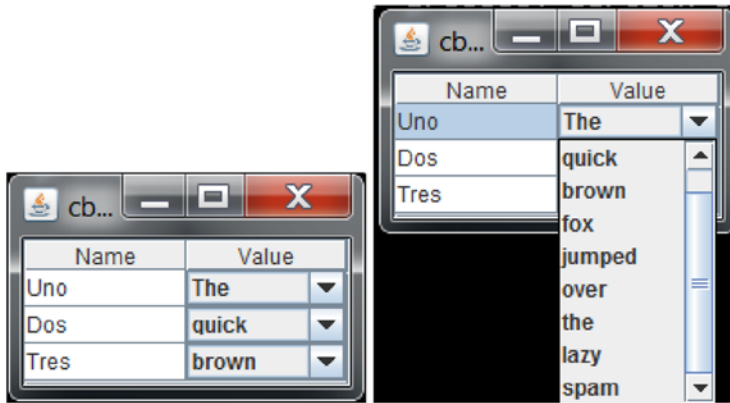 cb...
Name Value
Uno The
Dos quick
Tres brown
cb...
Name Value
Uno The
Dos quick
Tres brown
fox
jumped
over
the
lazy
spam